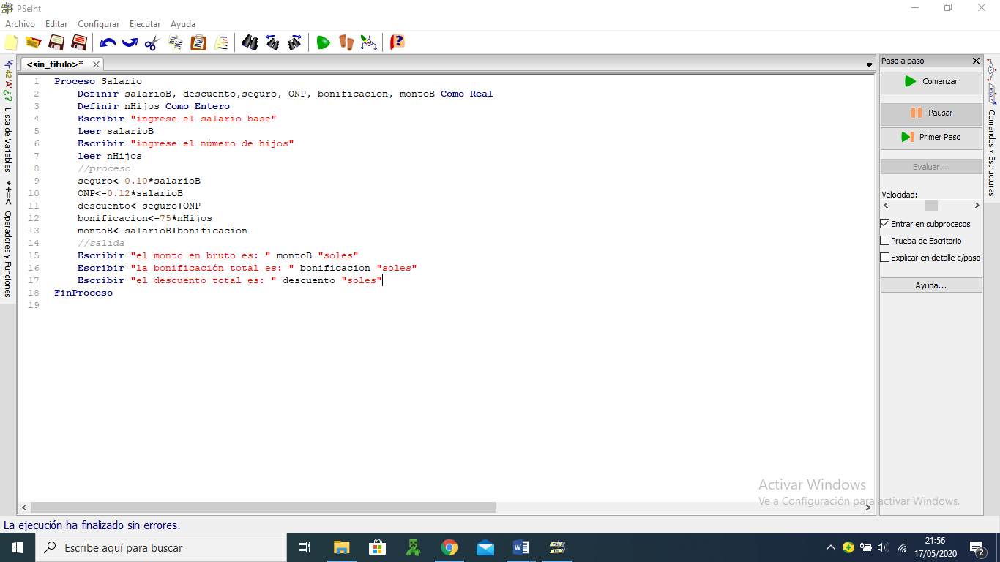 PSeInt
Archivo Editar Configurar Ejecutar Ayuda
<sin_titulo>*
1 Proceso Salario
2 Definir salarioB, descuento,seguro, ONP, bonificacion, montoB Como Real
3 Definir nHijos Como Entero
4 Escribir "ingrese el salario base"
5 Leer salarioB
6 Escribir "ingrese el número de hijos"
7 leer nHijos
8 //proceso
9 seguro<-0.10*salarioB
10 ONP<-0.12*salarioB
11 descuento<-seguro+ONP
12 bonificacion<-75*nHijos
13 montoB<-salarioB+bonificacion
14 //salida
15 Escribir "el monto en bruto es: " montoB "soles"
16 Escribir "la bonificación total es: " bonificacion "soles"
17 Escribir "el descuento total es: " descuento "soles"
18 FinProceso
19
42 'A' ¿? Lista de Variables
*+=< Operadores y Funciones
Paso a paso
Comenzar
Pausar
Primer Paso
Evaluar...
Velocidad:
Entrar en subprocesos
Prueba de Escritorio
Explicar en detalle c/paso
Ayuda...
Comandos y Estructuras
Activar Windows
Ve a Configuración para activar Windows.
La ejecución ha finalizado sin errores.
Escribe aquí para buscar
21:56
17/05/2020
2